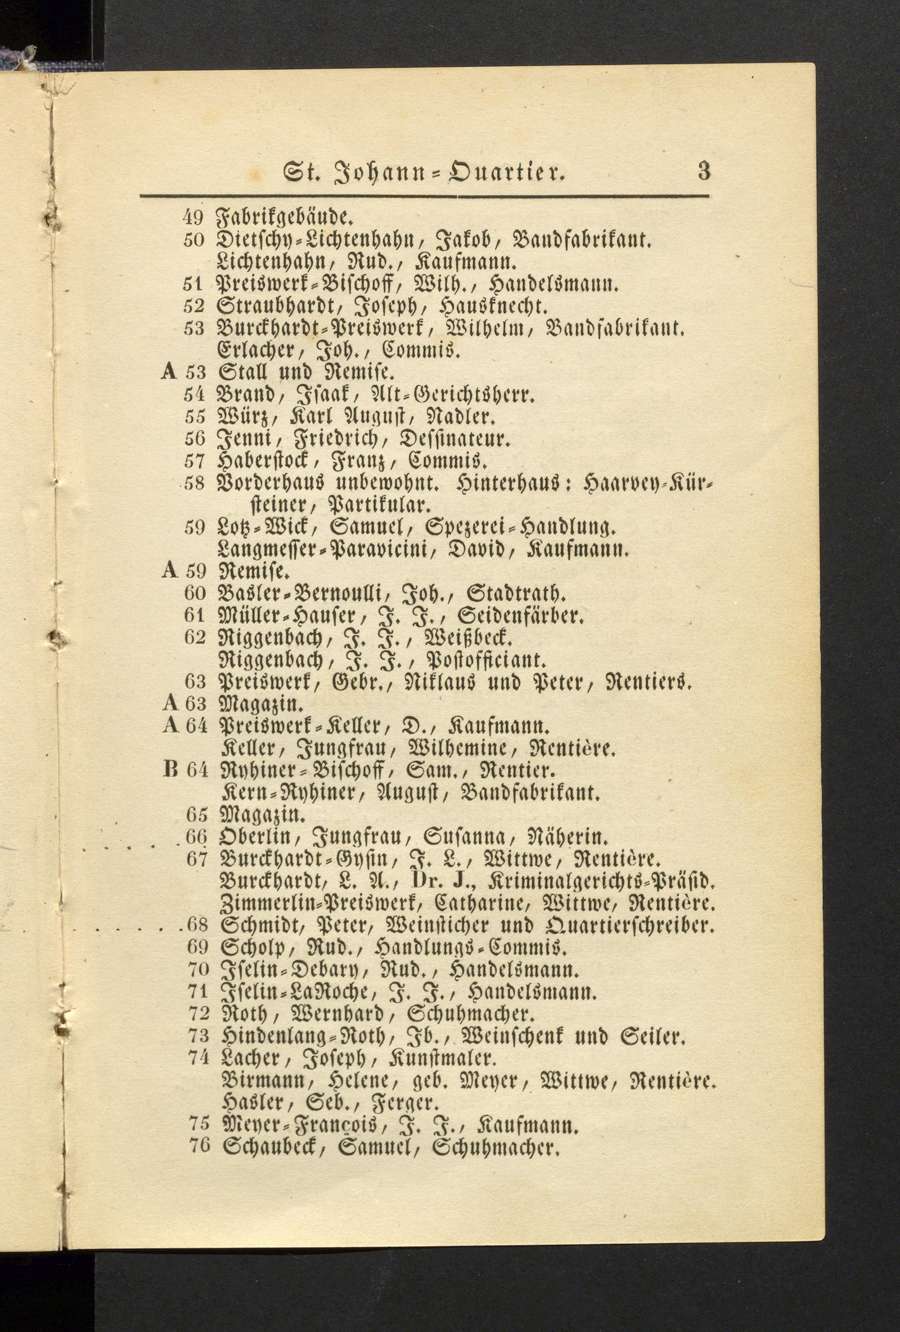 St. Johann-Quartier. 3
49 Fabrikgebäude.
50 Dietschy-Lichtenhahn, Jakob, Bandfabrikant.
Lichtenhahn, Rud., Kaufmann.
51 Preiswerk-Bischoff, Wilh., Handelsmann.
52 Straubhardt, Joseph, Hausknecht.
53 Burckhardt-Preiswerk, Wilhelm, Bandfabrikant.
Erlacher, Joh., Commis.
A 53 Stall und Remise.
54 Brand, Isaak, Alt-Gerichtsherr.
55 Würz, Karl August, Nadler.
56 Jenni, Friedrich, Dessinateur.
57 Haberstock, Franz, Commis.
58 Vorderhaus unbewohnt. Hinterhaus: Haarvey-Kür-
steiner, Partikular.
59 Lotz-Wick, Samuel, Spezerei-Handlung.
Langmesser-Paravicini, David, Kaufmann.
A 59 Remise.
60 Basler-Bernoulli, Joh., Stadtrath.
61 Müller-Hauser, J. J., Seidenfärber.
62 Riggenbach, J. J., Weißbeck.
Riggenbach, J. J., Postofficiant.
63 Preiswerk, Gebr., Niklaus und Peter, Rentiers.
A 63 Magazin.
A 64 Preiswerk-Keller, D., Kaufmann.
Keller, Jungfrau, Wilhemine, Rentière.
B 64 Ryhiner-Bischoff, Sam., Rentier.
Kern-Ryhiner, August, Bandfabrikant.
65 Magazin.
66 Oberlin, Jungfrau, Susanna, Näherin.
67 Burckhardt-Gysin, J. L., Wittwe, Rentière.
Burckhardt, L. A., Dr. J., Kriminalgerichts-Präsid.
Zimmerlin-Preiswerk, Catharine, Wittwe, Rentière.
68 Schmidt, Peter, Weinsticher und Quartierschreiber.
69 Scholp, Rud., Handlungs-Commis.
70 Iselin-Debary, Rud., Handelsmann.
71 Iselin-LaRoche, J. J., Handelsmann.
72 Roth, Wernhard, Schuhmacher.
73 Hindenlang-Roth, Jb., Weinschenk und Seiler.
74 Lacher, Joseph, Kunstmaler.
Birmann, Helene, geb. Meyer, Wittwe, Rentière.
Hasler, Seb., Ferger.
75 Meyer-François, J. J., Kaufmann.
76 Schaubeck, Samuel, Schuhmacher.